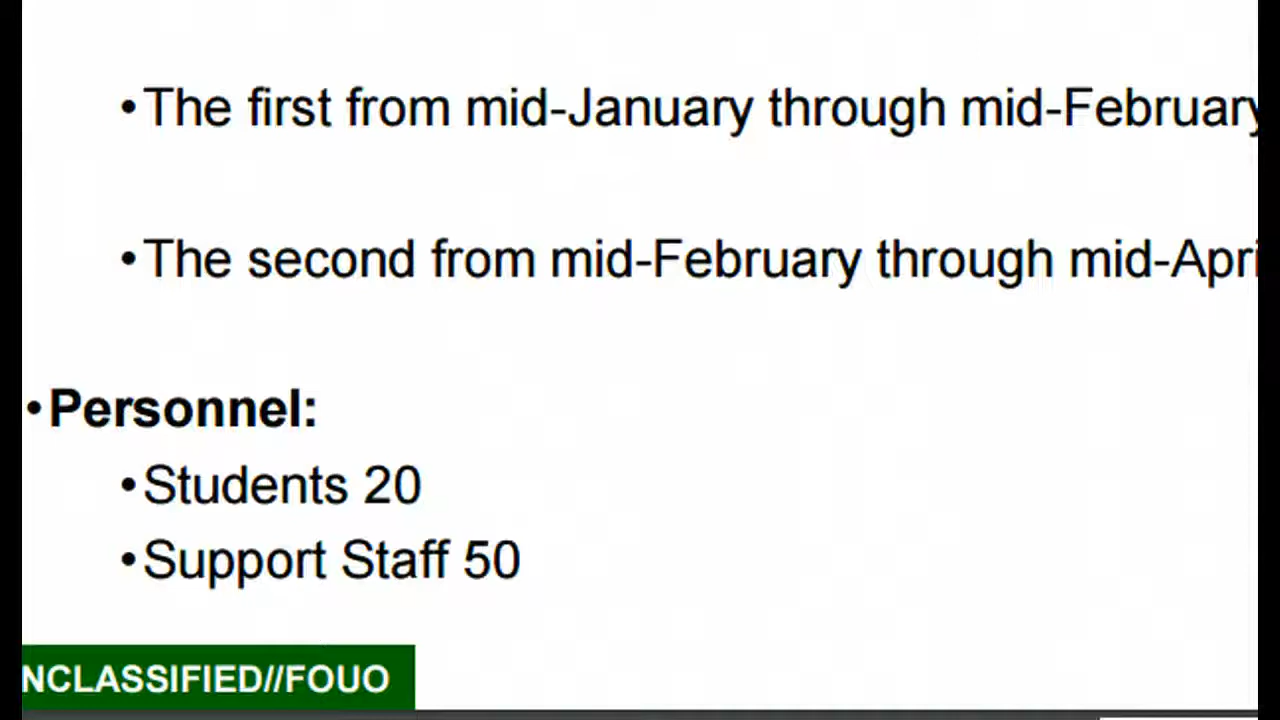 •The first from mid-January through mid-February
•The second from mid-February through mid-Apri
•Personnel:
•Students 20
•Support Staff 50
NCLASSIFIED//FOUO